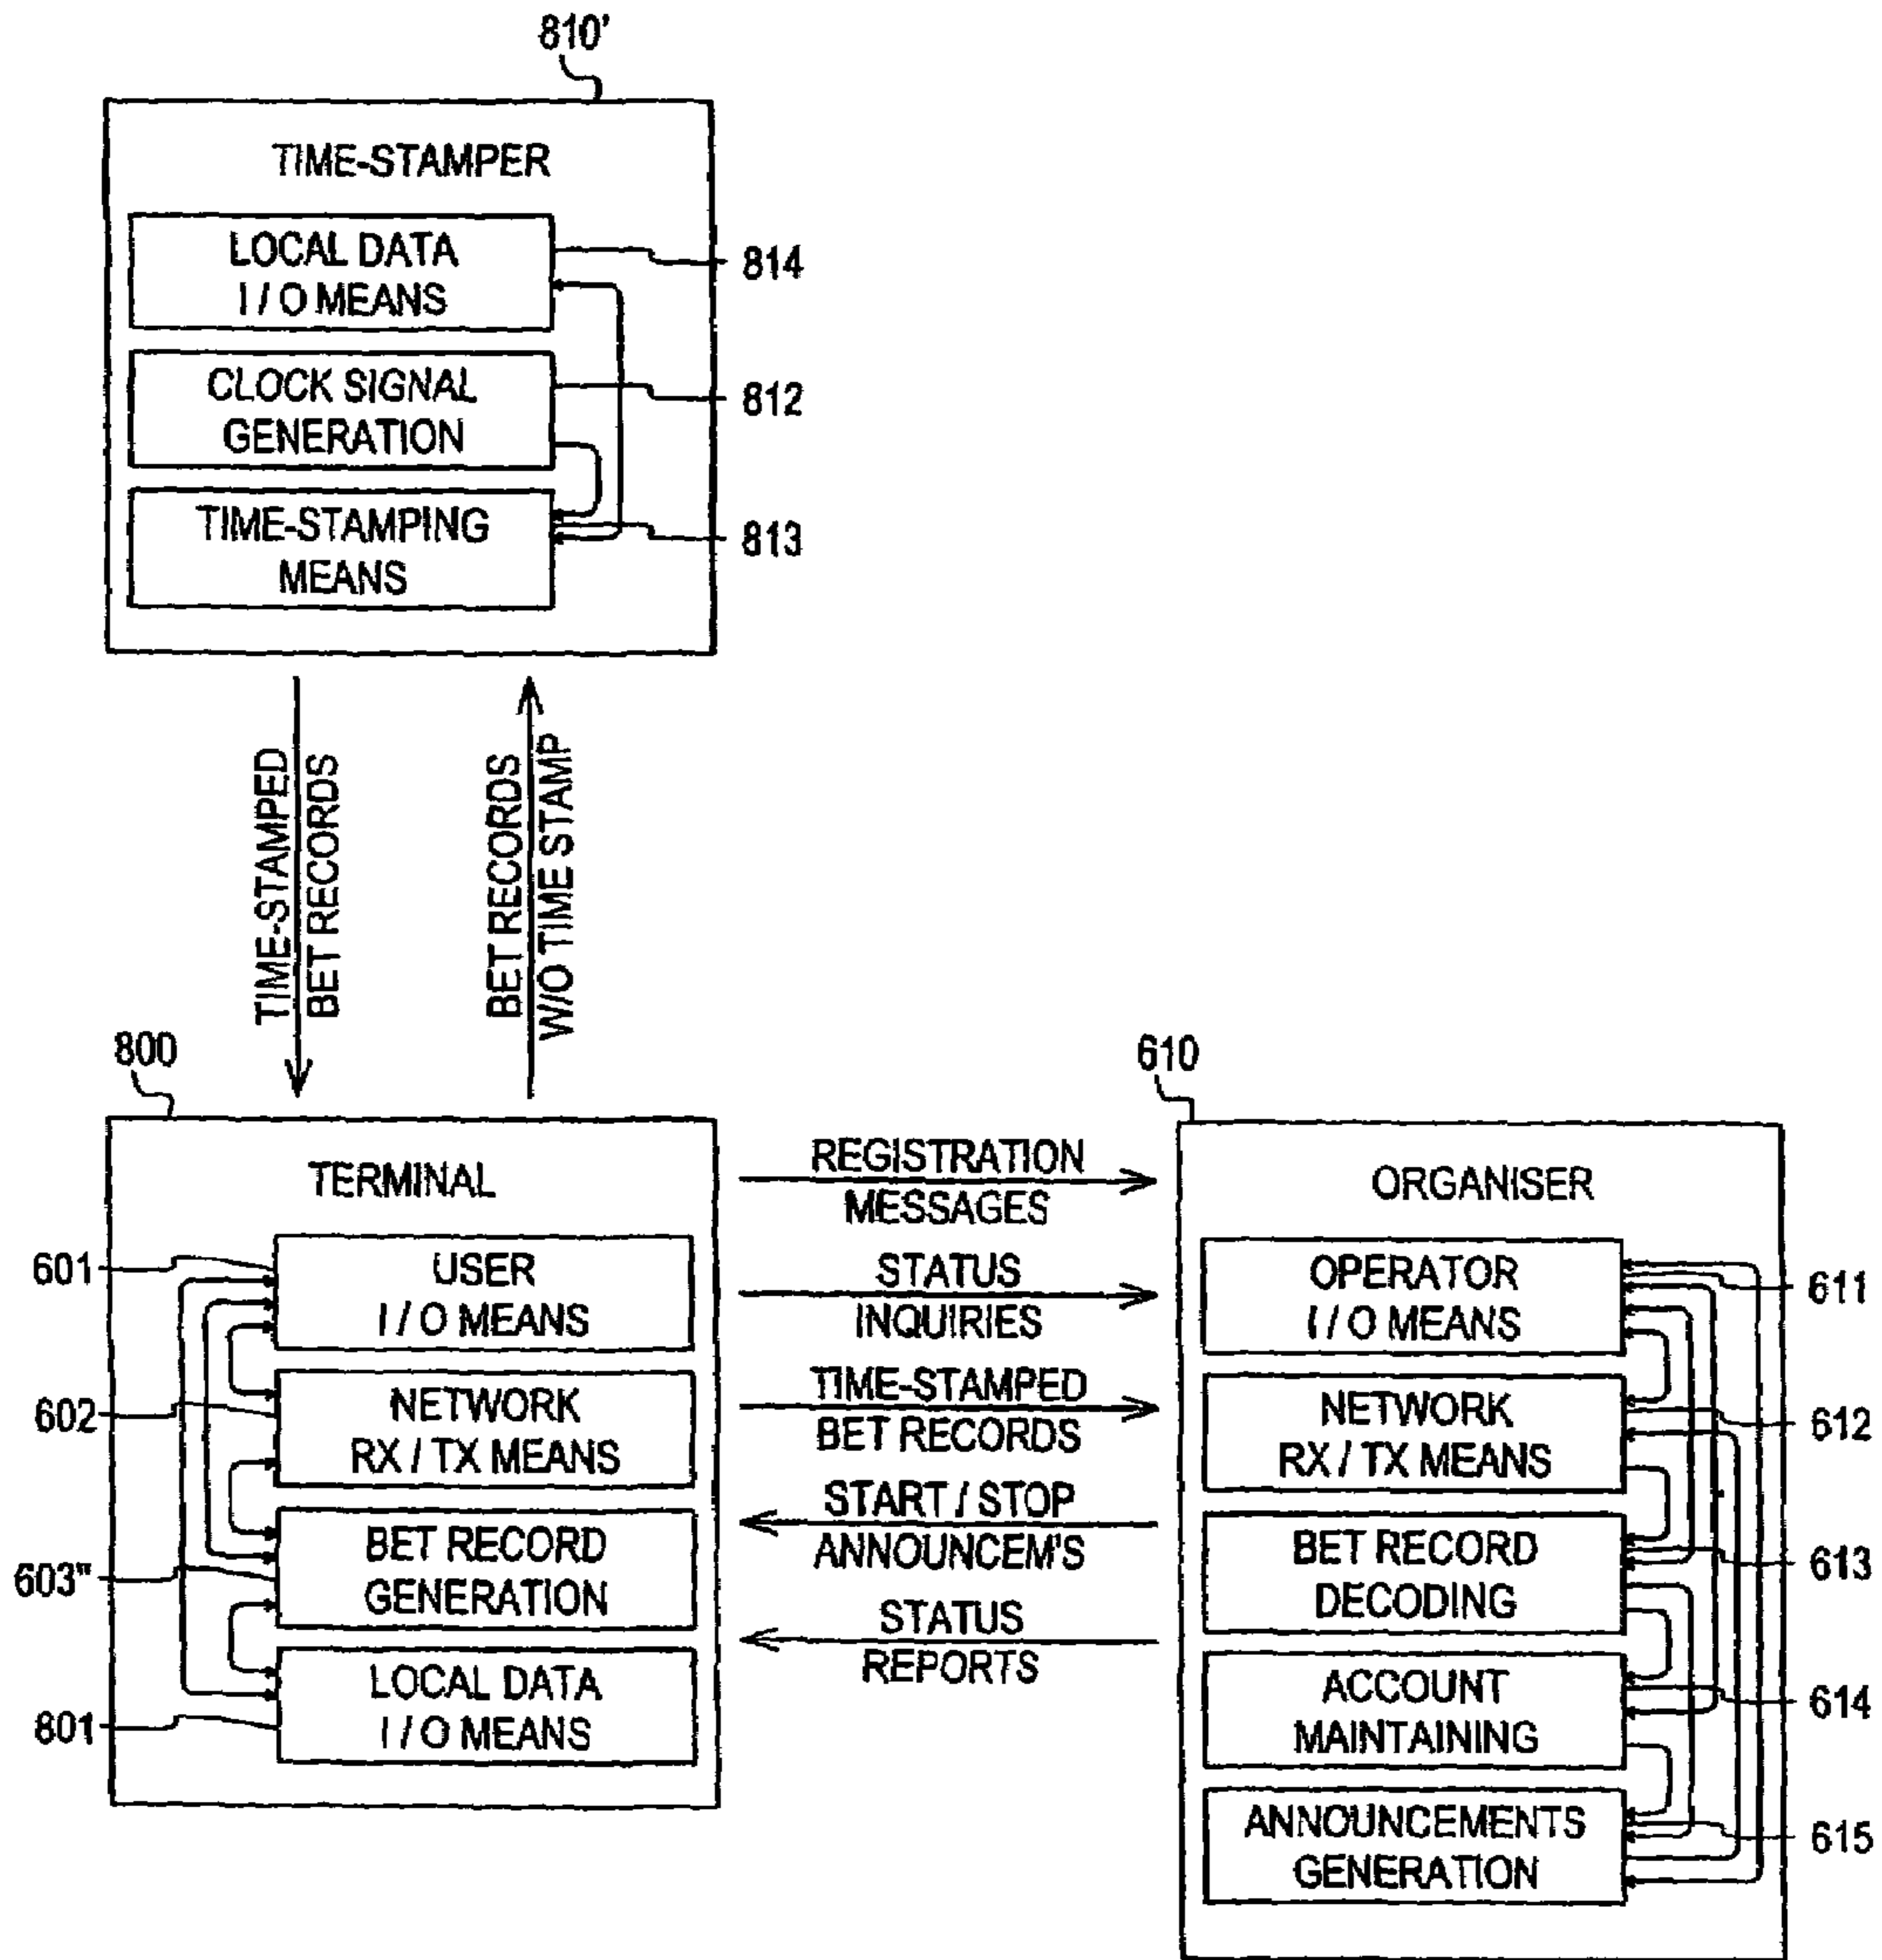 810'
TIME-STAMPER
LOCAL DATA
I / O MEANS
814
CLOCK SIGNAL
GENERATION
812
TIME-STAMPING
MEANS
813
TIME-STAMPED
BET RECORDS
BET RECORDS
W/O TIME STAMP
800
TERMINAL
601
USER
I / O MEANS
602
NETWORK
RX / TX MEANS
603"
BET RECORD
GENERATION
801
LOCAL DATA
I / O MEANS
REGISTRATION
MESSAGES
STATUS
INQUIRIES
TIME-STAMPED
BET RECORDS
START / STOP
ANNOUNCEM'S
STATUS
REPORTS
610
ORGANISER
OPERATOR
I / O MEANS
611
NETWORK
RX / TX MEANS
612
BET RECORD
DECODING
613
ACCOUNT
MAINTAINING
614
ANNOUNCEMENTS
GENERATION
615